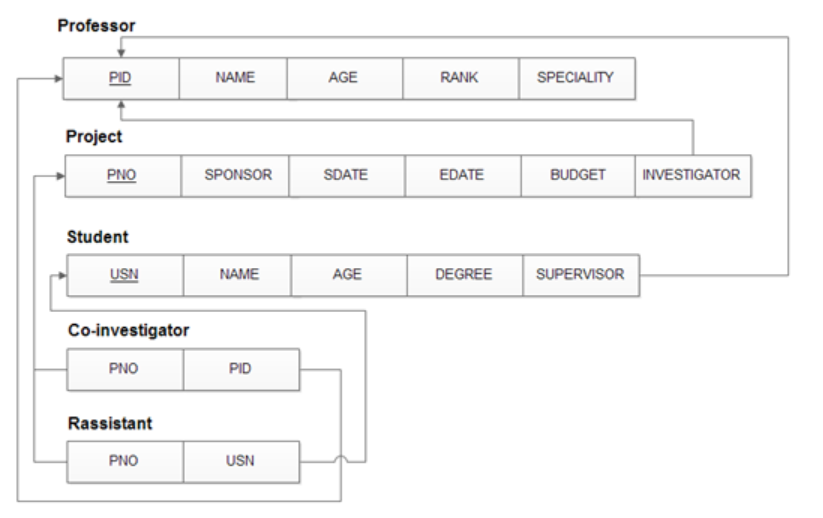 Professor
PID NAME AGE RANK SPECIALITY
Project
PNO SPONSOR SDATE EDATE BUDGET INVESTIGATOR
Student
USN NAME AGE DEGREE SUPERVISOR
Co-investigator
PNO PID
Rassistant
PNO USN